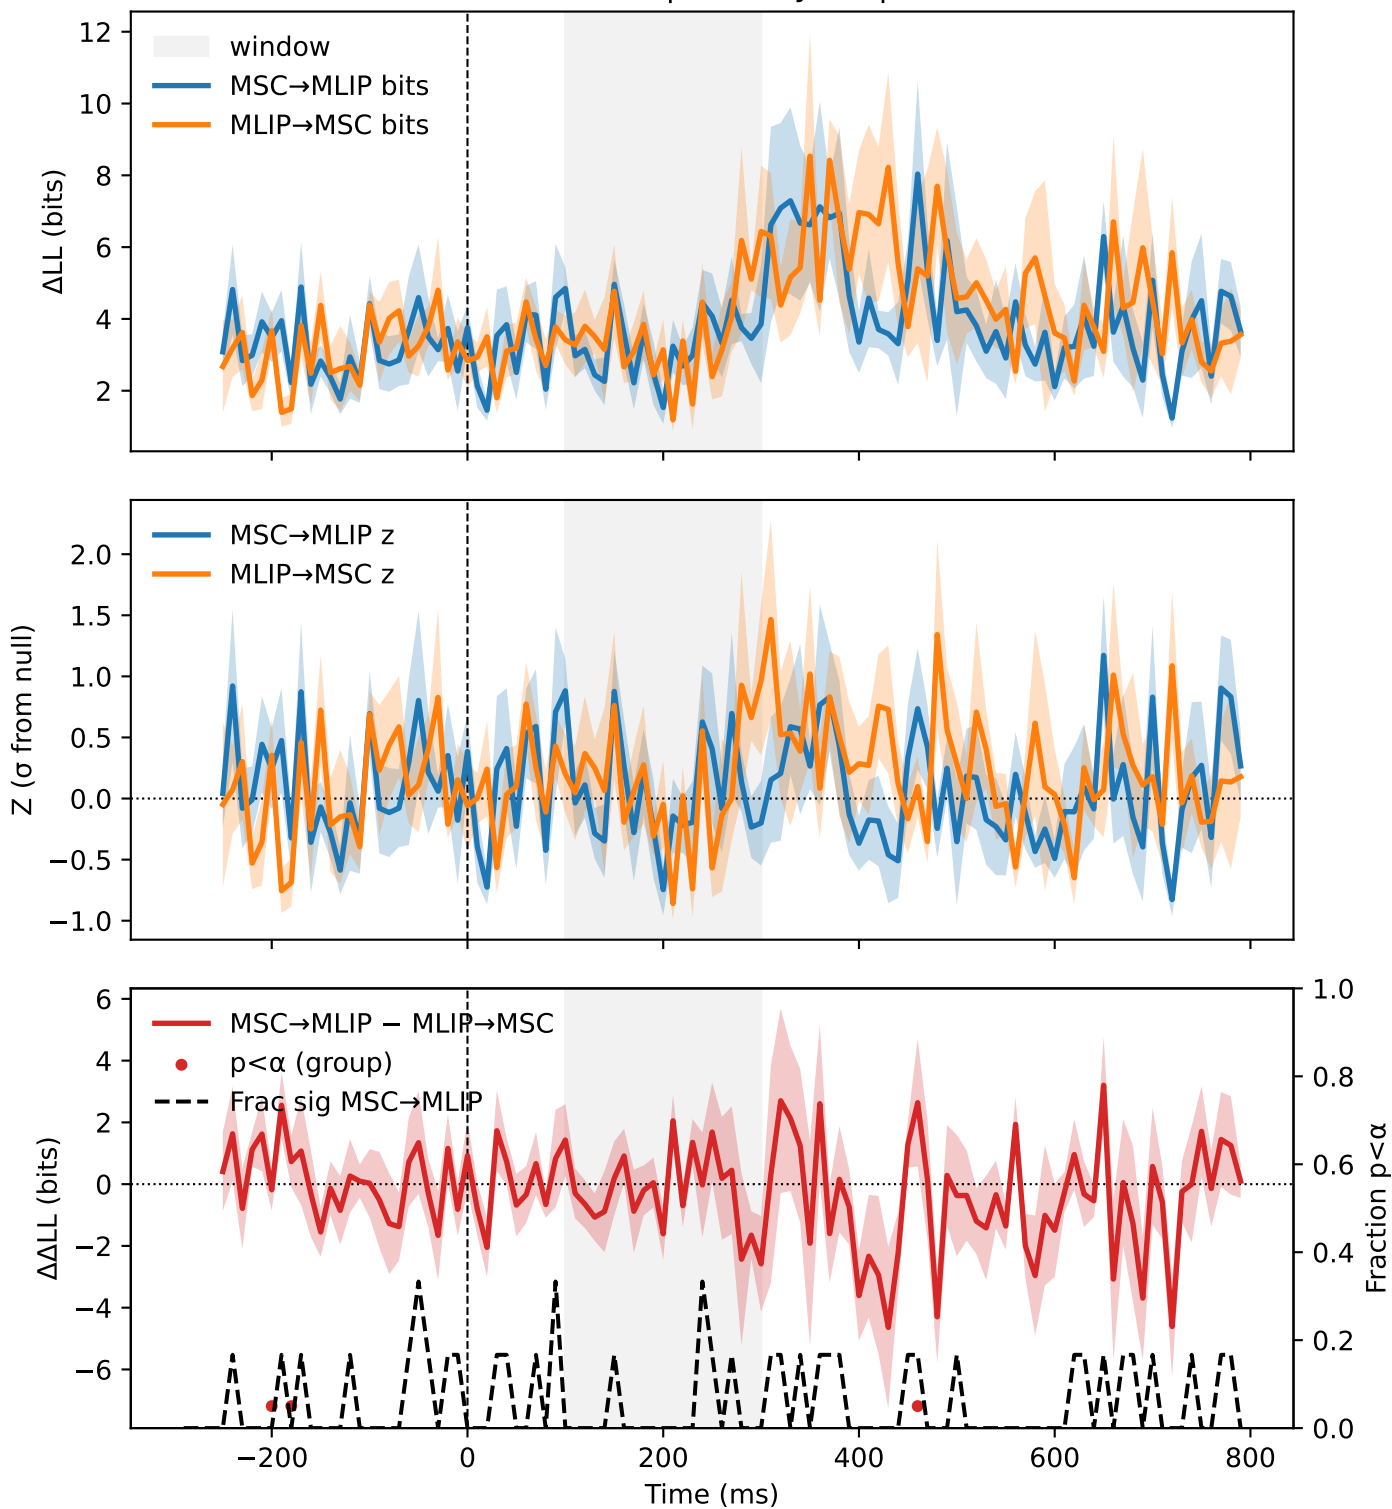 12
10
8
6
4
2
ΔLL (bits)
window
MSC→MLIP bits
MLIP→MSC bits
2.0
1.5
1.0
0.5
0.0
−0.5
−1.0
Z (σ from null)
MSC→MLIP z
MLIP→MSC z
6
4
2
0
−2
−4
−6
ΔΔLL (bits)
MSC→MLIP − MLIP→MSC
p<α (group)
Frac sig MSC→MLIP
1.0
0.8
0.6
0.4
0.2
0.0
Fraction p<α
−200
0
200
400
600
800
Time (ms)